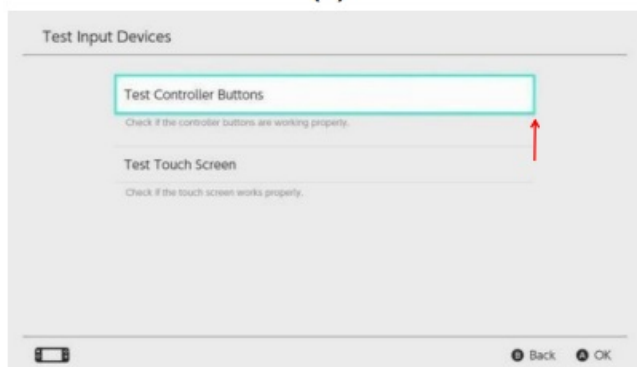 Test Input Devices
Test Controller Buttons
Check if the controller buttons are working properly.
Test Touch Screen
Check if the touch screen works properly.
B Back A OK